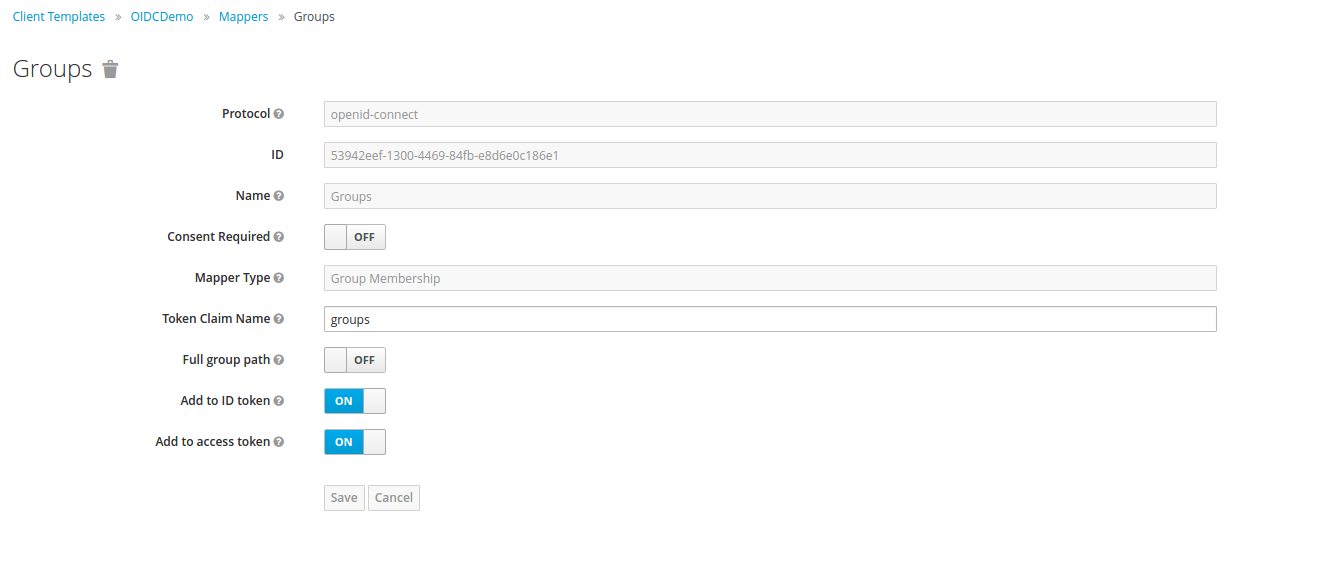 Client Templates » OIDCDemo » Mappers » Groups
Groups
Protocol openid-connect
ID 53942eef-1300-4469-84fb-e8d6e0c186e1
Name Groups
Consent Required OFF
Mapper Type Group Membership
Token Claim Name groups
Full group path OFF
Add to ID token ON
Add to access token ON
Save Cancel